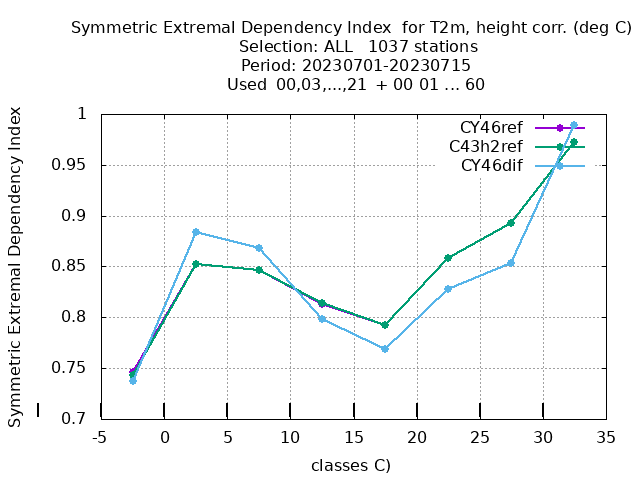 Symmetric Extremal Dependency Index  for T2m, height corr. (deg C)
Selection: ALL   1037 stations
Period: 20230701-20230715
Used  00,03,...,21  + 00 01 ... 60
Symmetric Extremal Dependency Index
1
0.95
0.9
0.85
0.8
0.75
0.7
CY46ref
C43h2ref
CY46dif
-5
0
5
10
15
20
25
30
35
classes C)